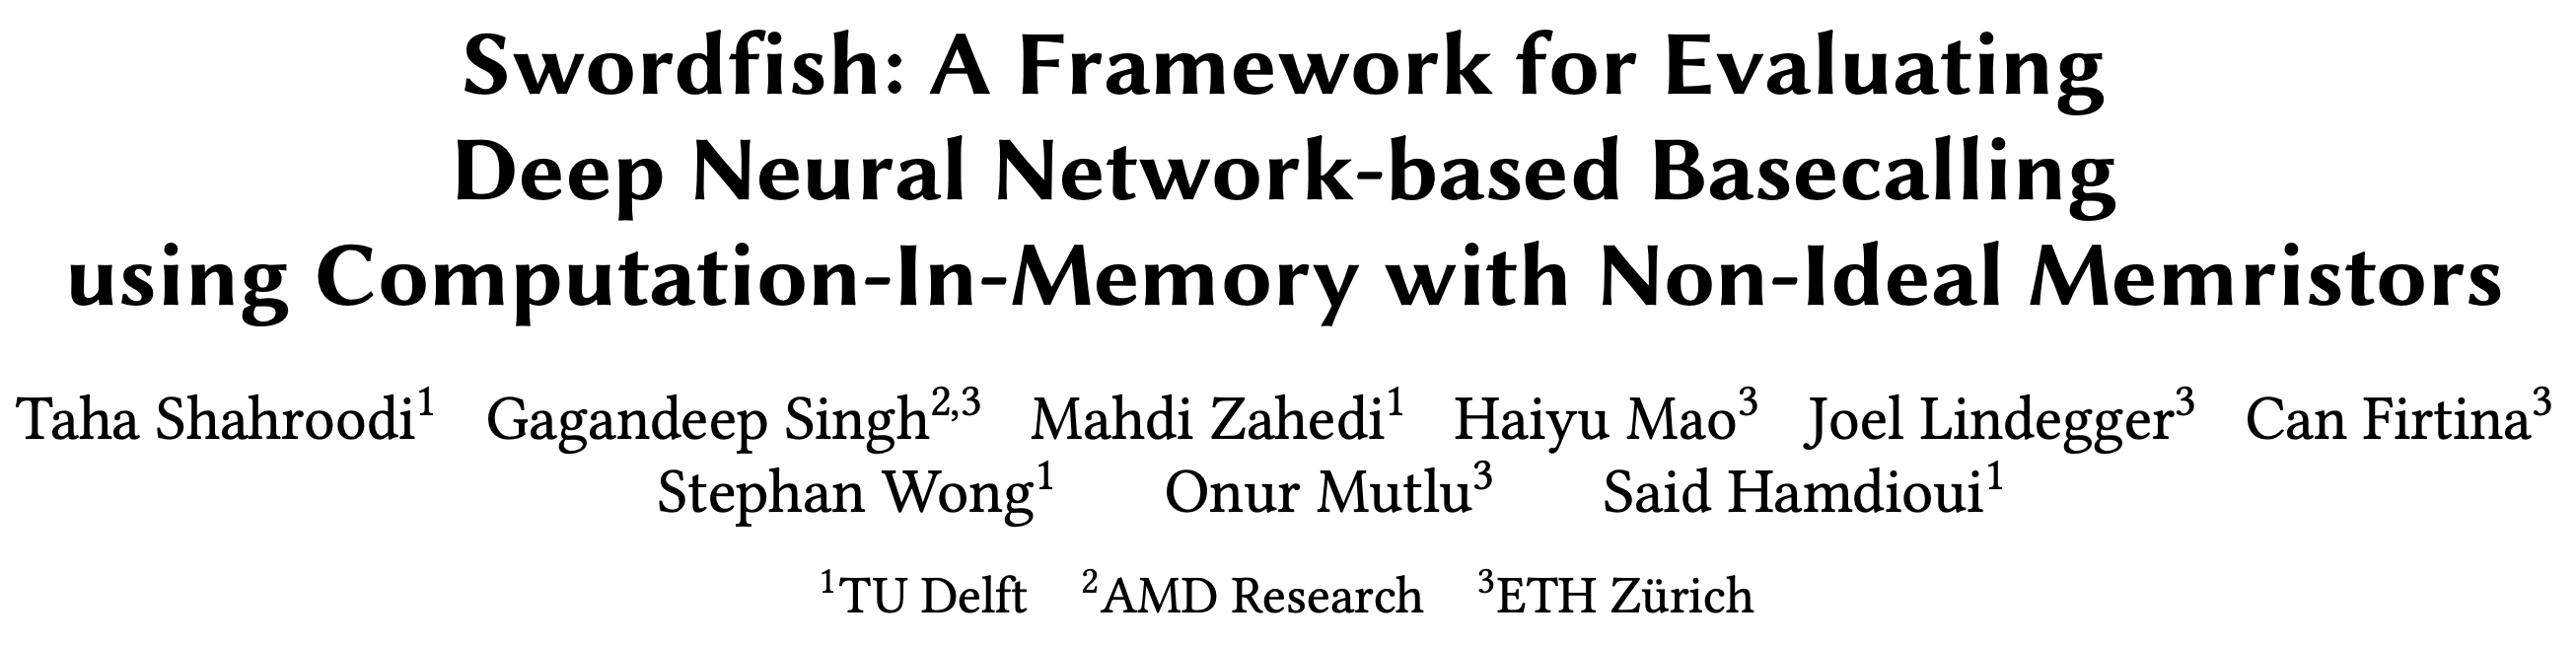 Swordfish: A Framework for Evaluating
Deep Neural Network-based Basecalling
using Computation-In-Memory with Non-Ideal Memristors
Taha Shahroodi¹ Gagandeep Singh²,³ Mahdi Zahedi¹ Haiyu Mao³ Joel Lindegger³ Can Firtina³
Stephan Wong¹ Onur Mutlu³ Said Hamdioui¹
¹TU Delft ²AMD Research ³ETH Zürich